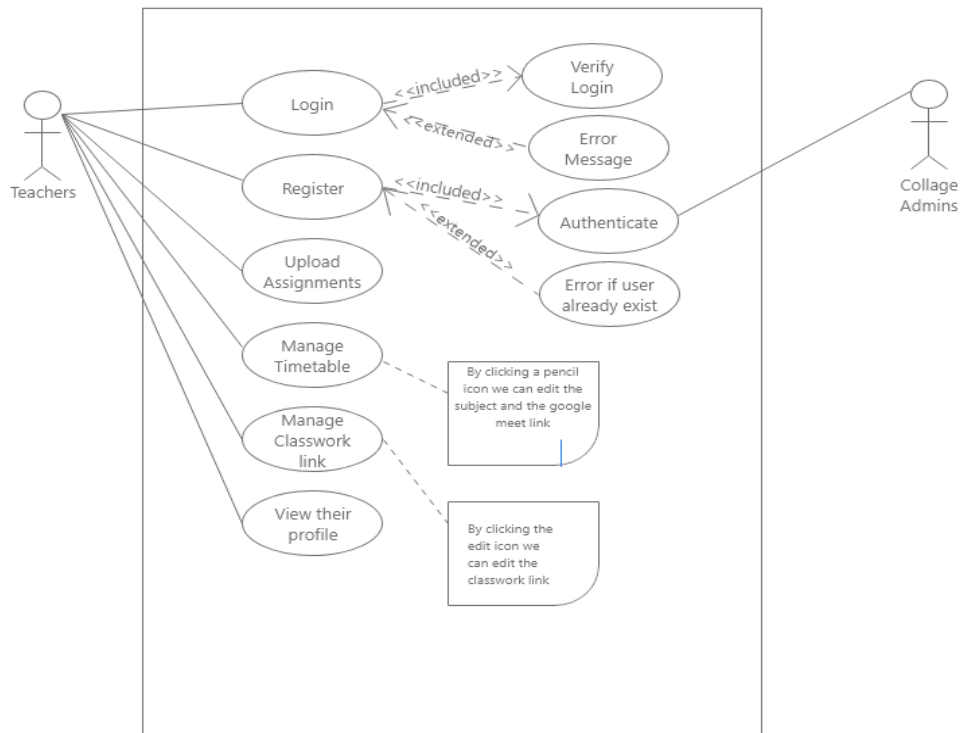 Teachers
Login
<<included>>
Verify
Login
<<extended>>
Error
Message
Register
<<included>>
Authenticate
<<extended>>
Error if user
already exist
Collage
Admins
Upload
Assignments
Manage
Timetable
By clicking a pencil
icon we can edit the
subject and the google
meet link
Manage
Classwork
link
By clicking the
edit icon we
can edit the
classwork link
View their
profile